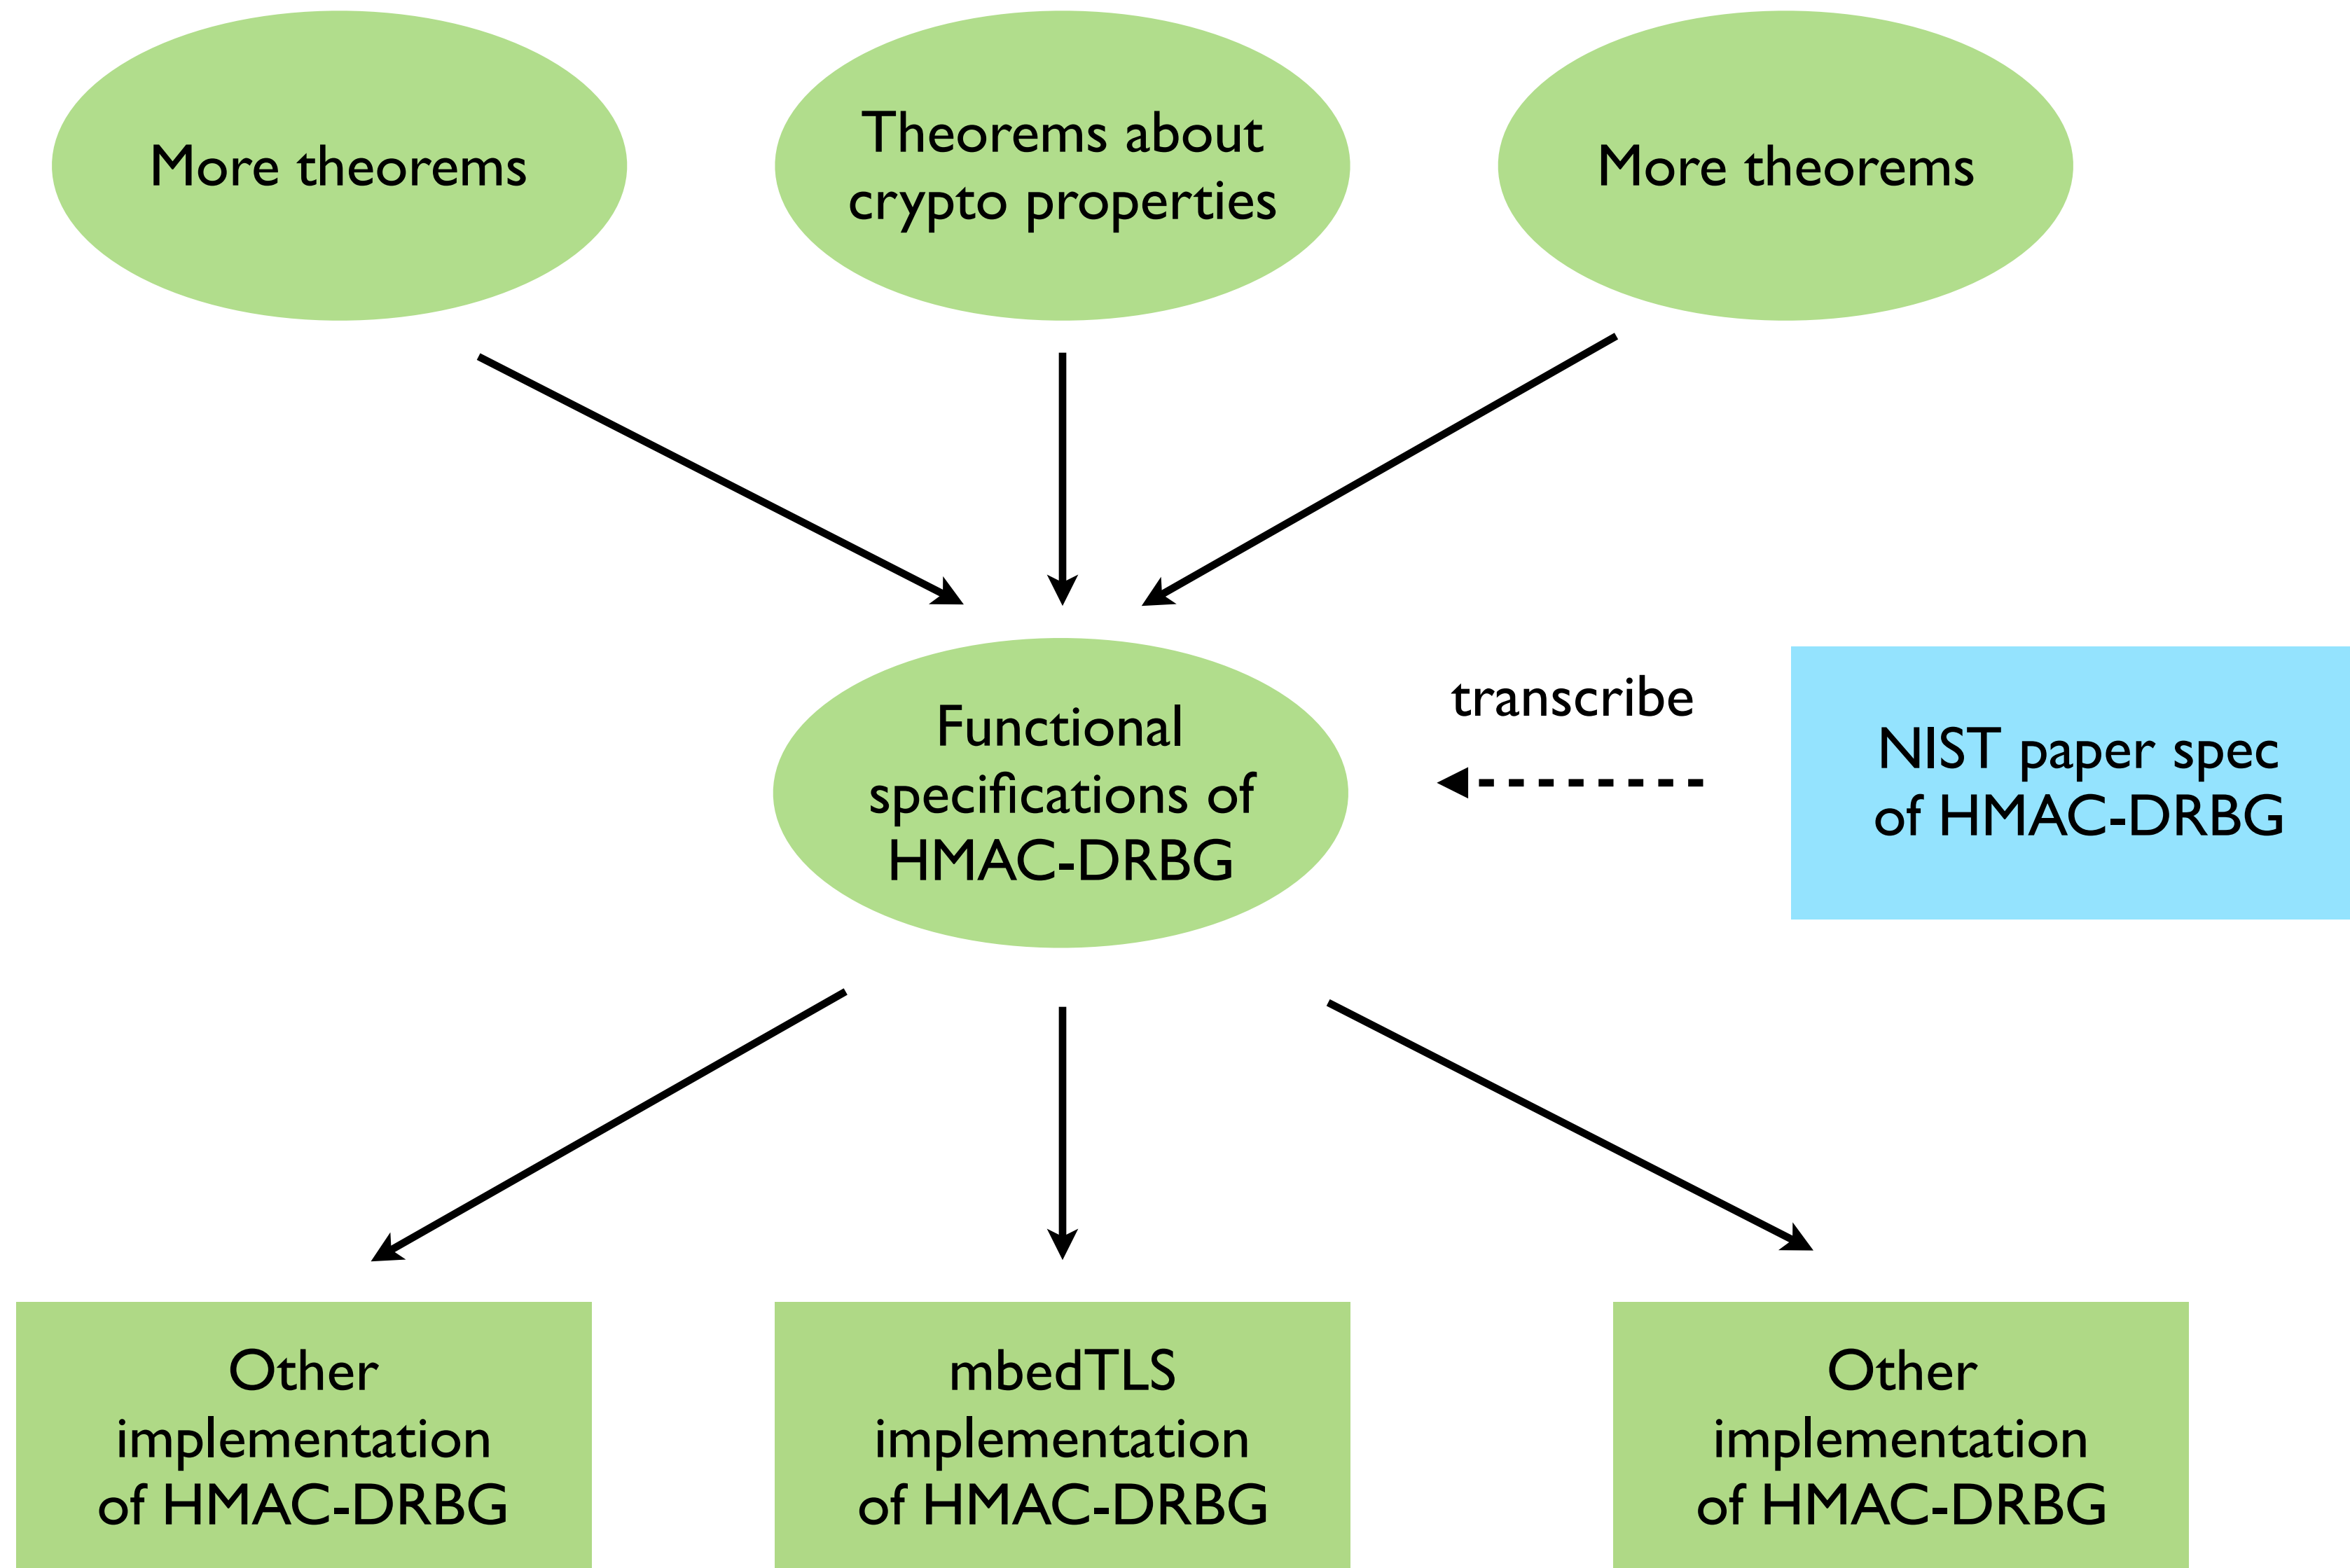 More theorems
Theorems about
crypto properties
More theorems
Functional
specifications of
HMAC-DRBG
transcribe
NIST paper spec
of HMAC-DRBG
Other
implementation
of HMAC-DRBG
mbedTLS
implementation
of HMAC-DRBG
Other
implementation
of HMAC-DRBG